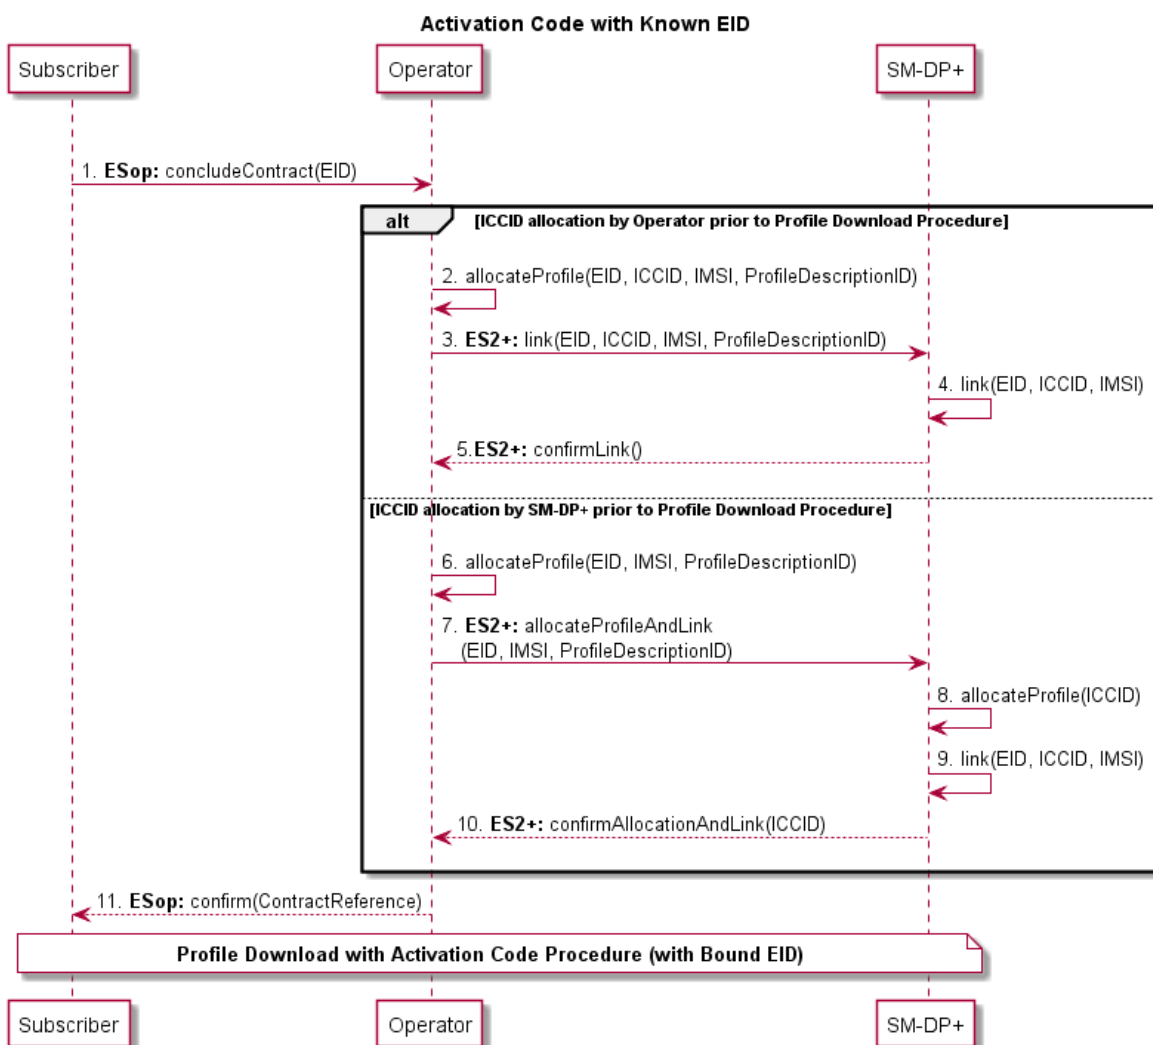 Activation Code with Known EID
Subscriber
Operator
SM-DP+
1. ESop: concludeContract(EID)
alt
[ICCID allocation by Operator prior to Profile Download Procedure]
2. allocateProfile(EID, ICCID, IMSI, ProfileDescriptionID)
3. ES2+: link(EID, ICCID, IMSI, ProfileDescriptionID)
4. link(EID, ICCID, IMSI)
5.ES2+: confirmLink()
[ICCID allocation by SM-DP+ prior to Profile Download Procedure]
6. allocateProfile(EID, IMSI, ProfileDescriptionID)
7. ES2+: allocateProfileAndLink
(EID, IMSI, ProfileDescriptionID)
8. allocateProfile(ICCID)
9. link(EID, ICCID, IMSI)
10. ES2+: confirmAllocationAndLink(ICCID)
11. ESop: confirm(ContractReference)
Profile Download with Activation Code Procedure (with Bound EID)
Subscriber
Operator
SM-DP+